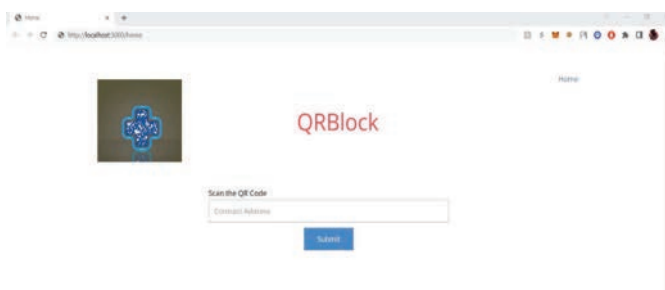 Home
http://localhost:3000/home
Home
QRBlock
Scan the QR Code
Contract Address
Submit